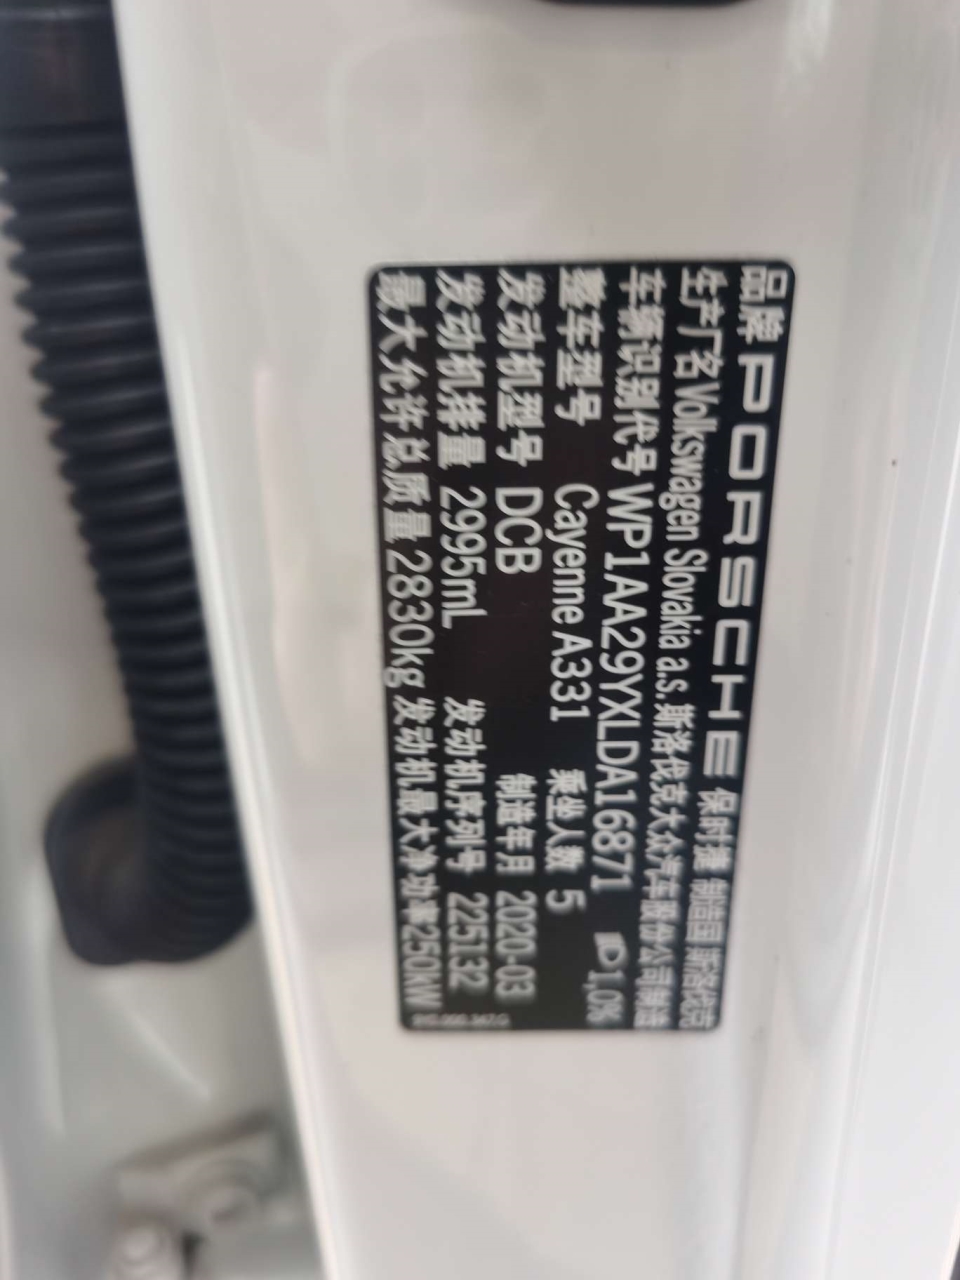 品牌 PORSCHE 保时捷 制造国 斯洛伐克
生产厂名 Volkswagen Slovakia a.s. 斯洛伐克大众汽车股份公司制造
车辆识别代号 WP1AA29YXLDA16871 1,0%
整车型号 Cayenne A331 乘坐人数 5
发动机型号 DCB 制造年月 2020-03
发动机排量 2995mL 发动机序列号 225132
最大允许总质量 2830kg 发动机最大净功率 250kW